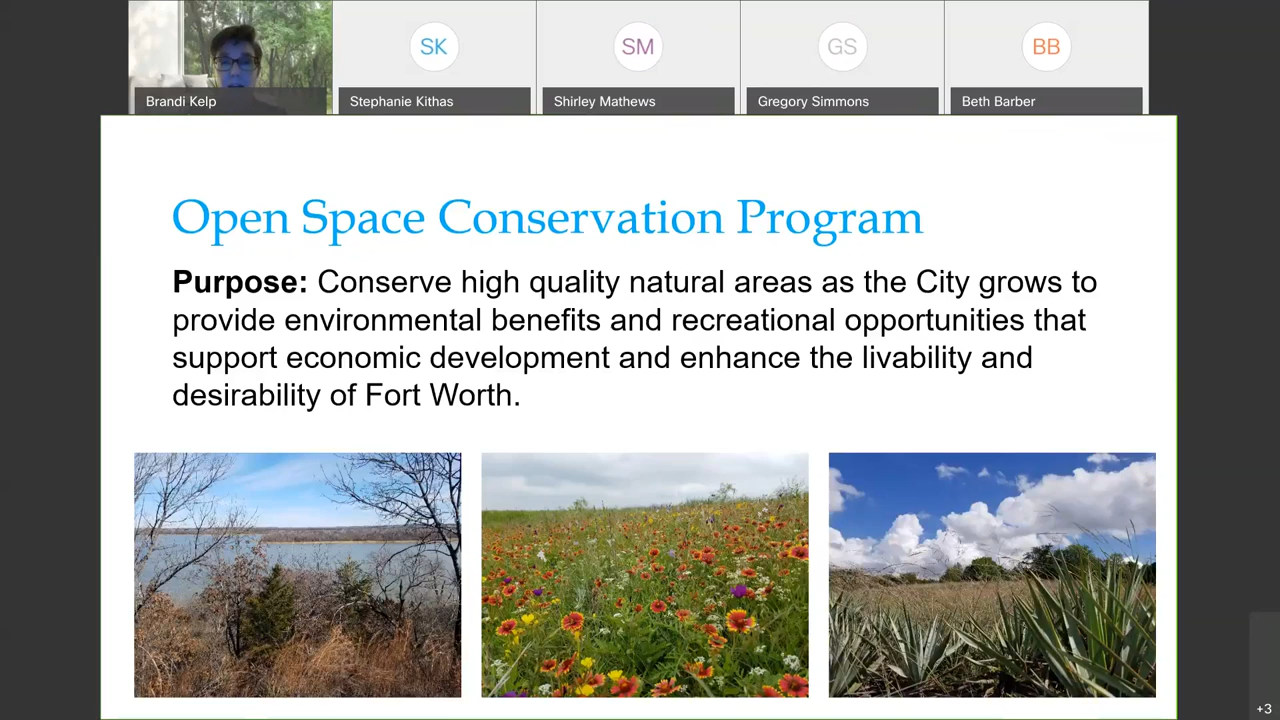 SK
SM
GS
BB
Brandi Kelp
Stephanie Kithas
Shirley Mathews
Gregory Simmons
Beth Barber
Open Space Conservation Program
Purpose: Conserve high quality natural areas as the City grows to
provide environmental benefits and recreational opportunities that
support economic development and enhance the livability and
desirability of Fort Worth.
+3